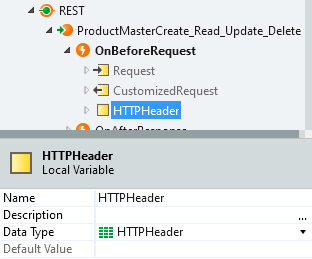 REST
ProductMasterCreate_Read_Update_Delete
OnBeforeRequest
Request
CustomizedRequest
HTTPHeader
OnAfterResponse
HTTPHeader
Local Variable
Name HTTPHeader
Description ...
Data Type HTTPHeader
Default Value